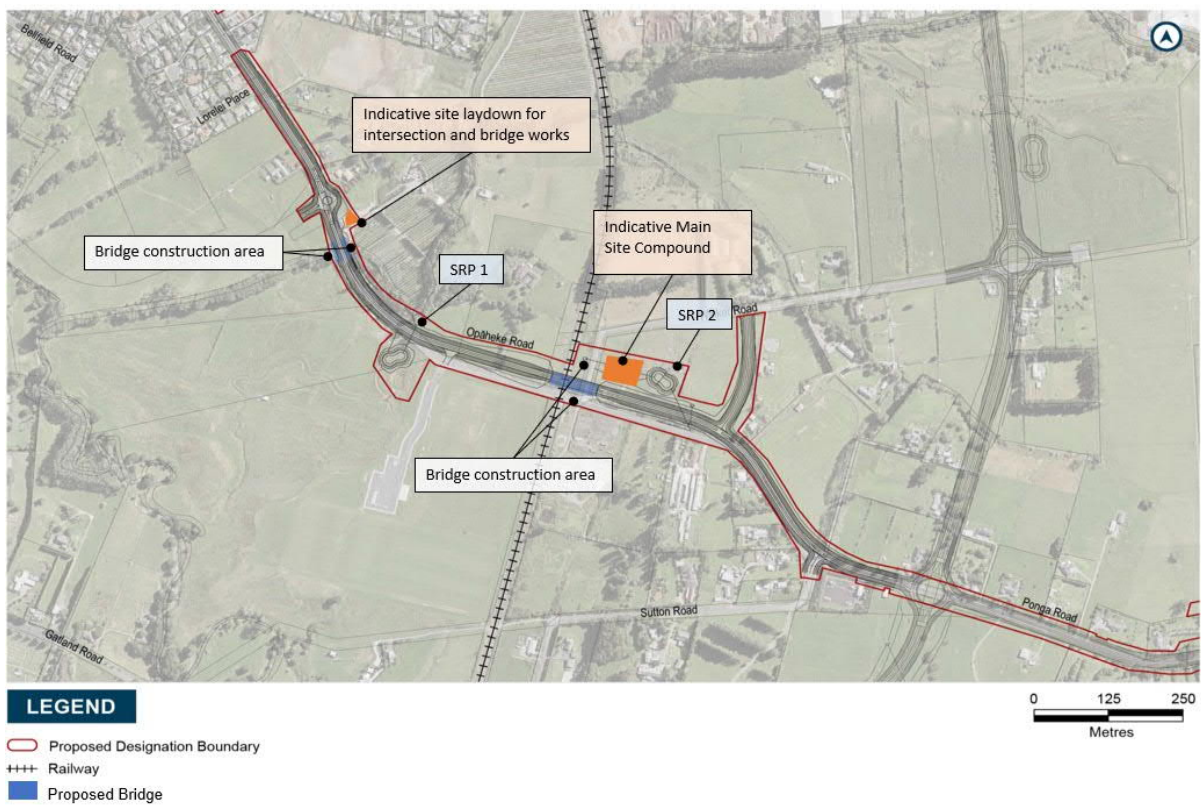 Bellfield Road
Lorelei Place
Indicative site laydown for
intersection and bridge works
Bridge construction area
SRP 1
Indicative Main
Site Compound
SRP 2
Opāheke Road
Road
Bridge construction area
Sutton Road
Ponga Road
Gatland Road
LEGEND
Proposed Designation Boundary
Railway
Proposed Bridge
0 125 250
Metres